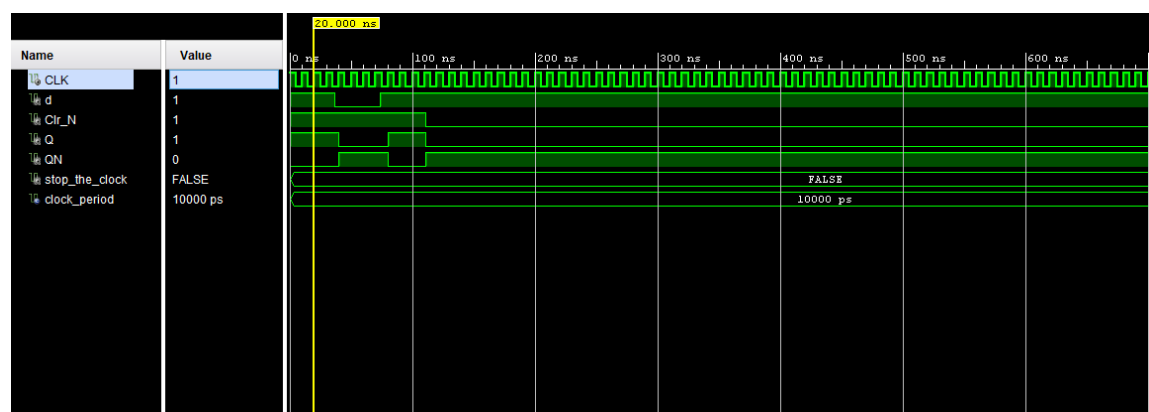 20.000 ns
Name Value
0 ns 100 ns 200 ns 300 ns 400 ns 500 ns 600 ns
CLK 1
d 1
Clr_N 1
Q 1
QN 0
stop_the_clock FALSE FALSE
clock_period 10000 ps 10000 ps